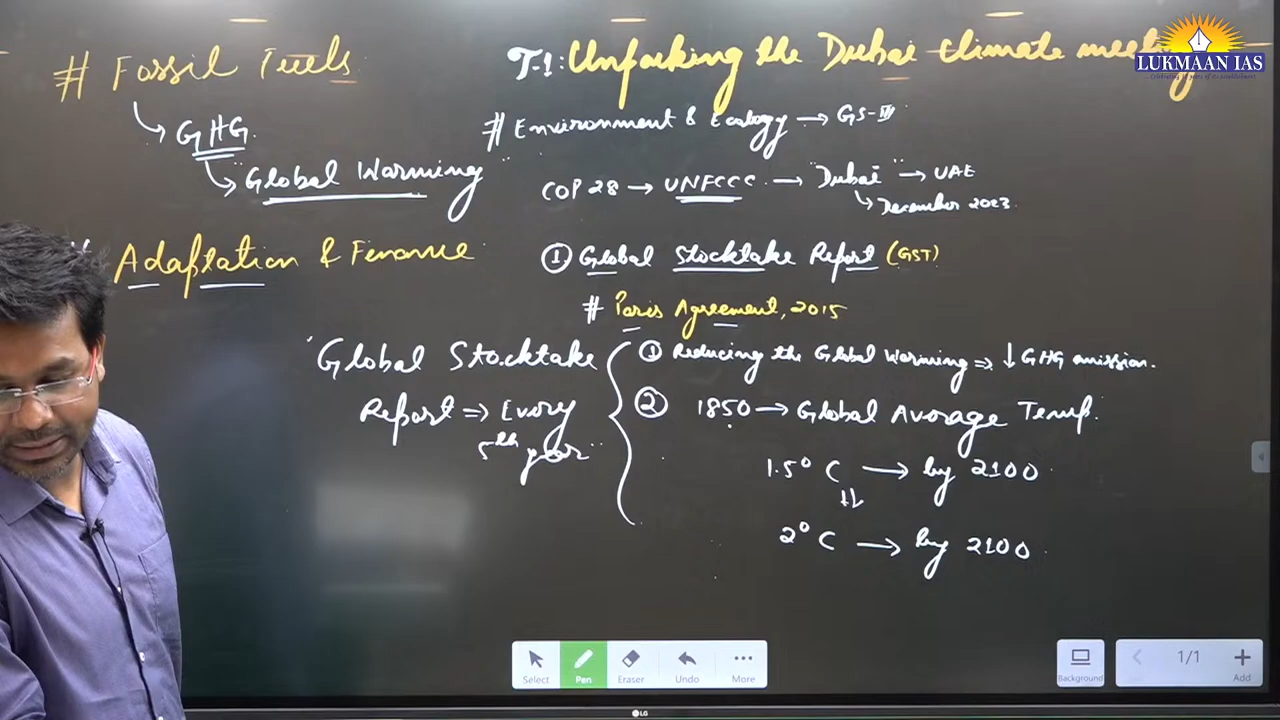 # Fossil Fuels
GHG.
"Global Warming"
Adaptation & Finance
T-1: Unpacking the Dubai climate meeting
LUKMAAN IAS
# Environment & Ecology → GS-III
COP 28 → UNFCCC → "Dubai" → UAE
December 2023.
① Global Stocktake Report (GST)
# Paris Agreement, 2015
"Global Stocktake
Report ⇒ Every
5th year"
① Reducing the Global Warming ⇒ ↓ GHG emission.
② 1850 → Global Average Temp.
1.5° C → by 2100
2° C → by 2100
Select
Pen
Eraser
Undo
More
Background
1/1
Add
LG